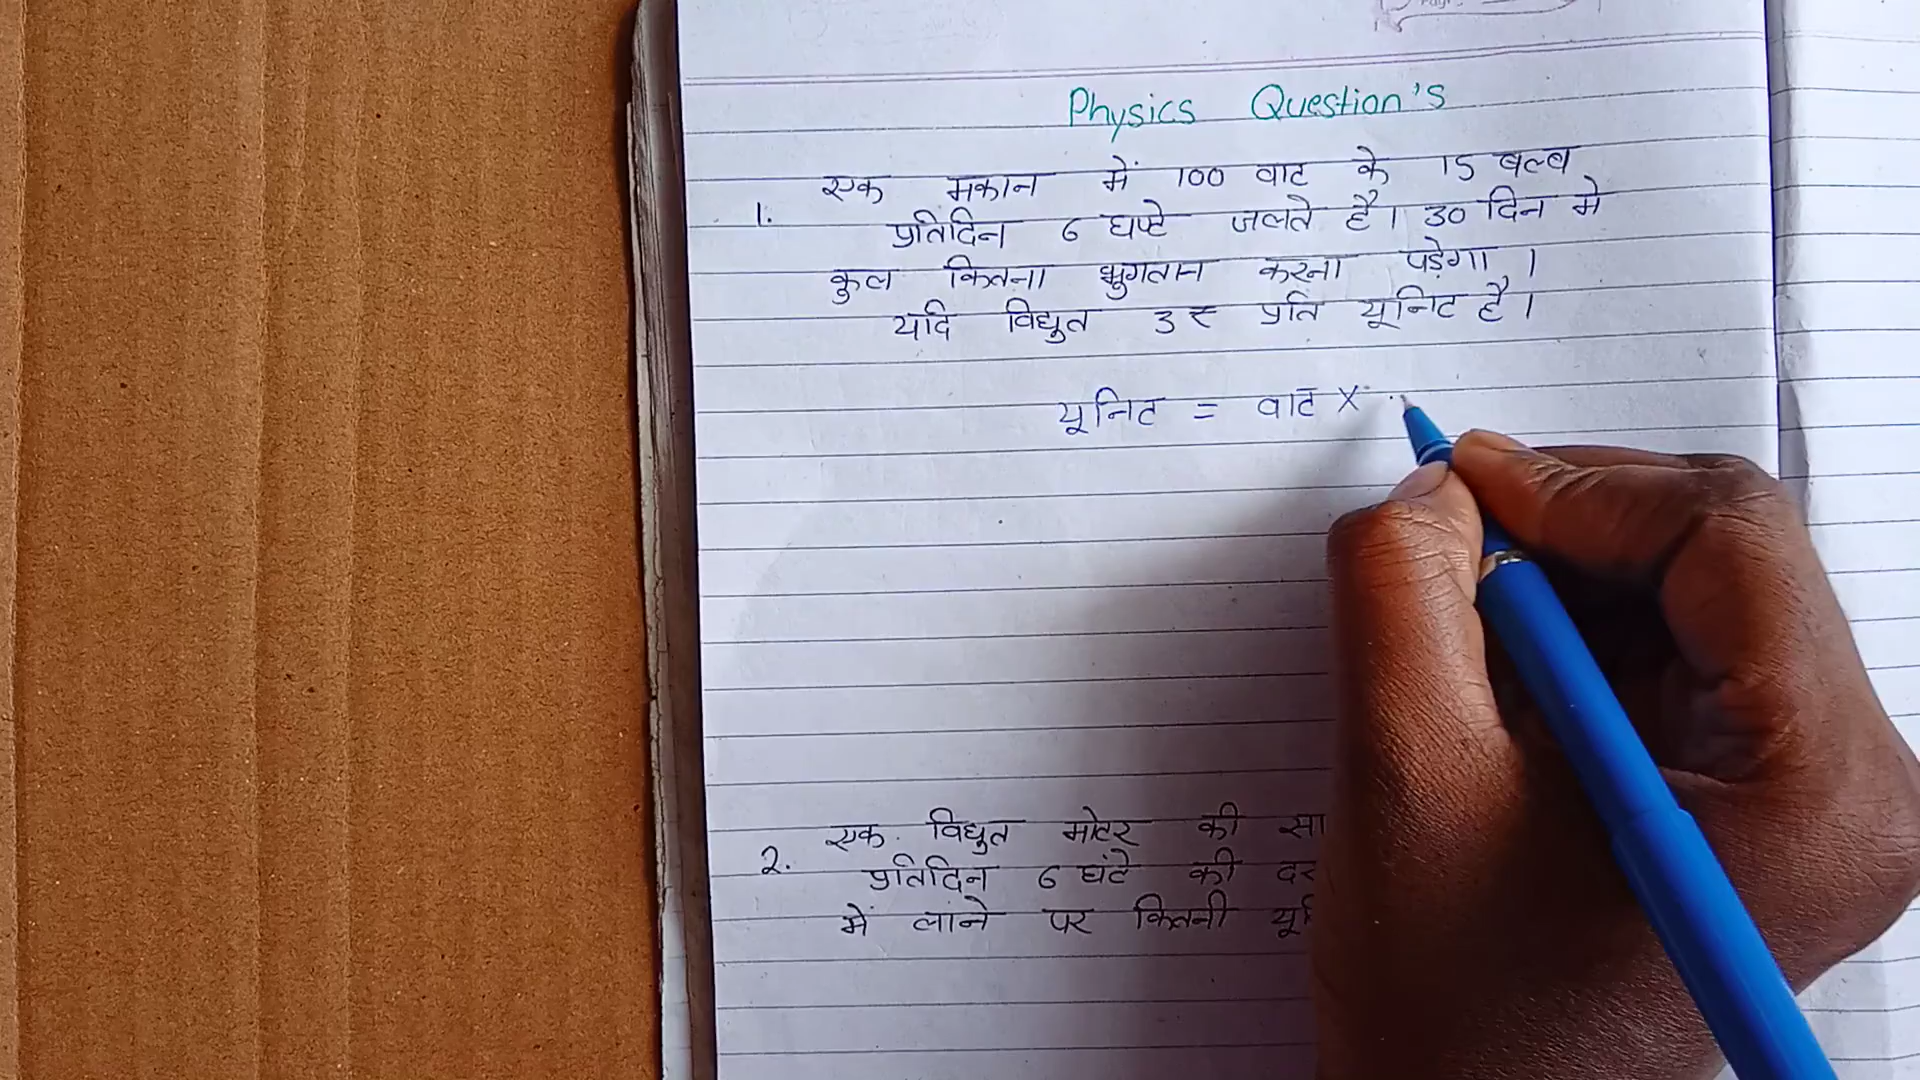 Physics Question's
1. एक मकान में 100 वाट के 15 बल्ब
प्रतिदिन 6 घण्टे जलते है। 30 दिन मे
कुल कितना भुगतान करना पड़ेगा ।
यदि विद्युत 3 ₹ प्रति यूनिट है।
यूनिट = वाट ×
2. एक विद्युत मोटर की
प्रतिदिन 6 घंटे की
में लाने पर कितनी